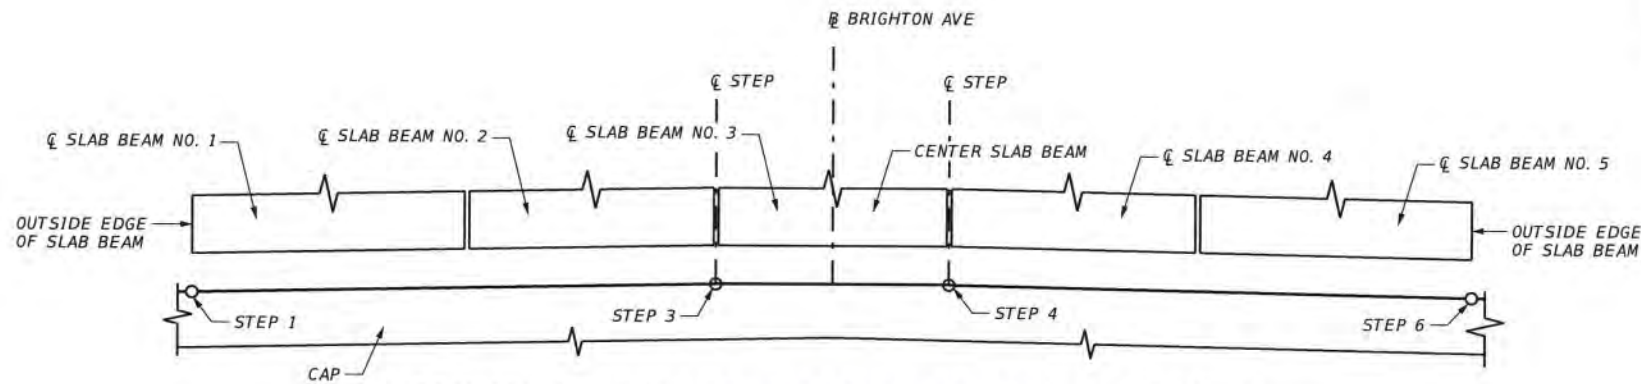 ℄ BRIGHTON AVE
℄ STEP
℄ STEP
℄ SLAB BEAM NO. 1
℄ SLAB BEAM NO. 2
℄ SLAB BEAM NO. 3
CENTER SLAB BEAM
℄ SLAB BEAM NO. 4
℄ SLAB BEAM NO. 5
OUTSIDE EDGE
OF SLAB BEAM
OUTSIDE EDGE
OF SLAB BEAM
STEP 1
STEP 3
STEP 4
STEP 6
CAP